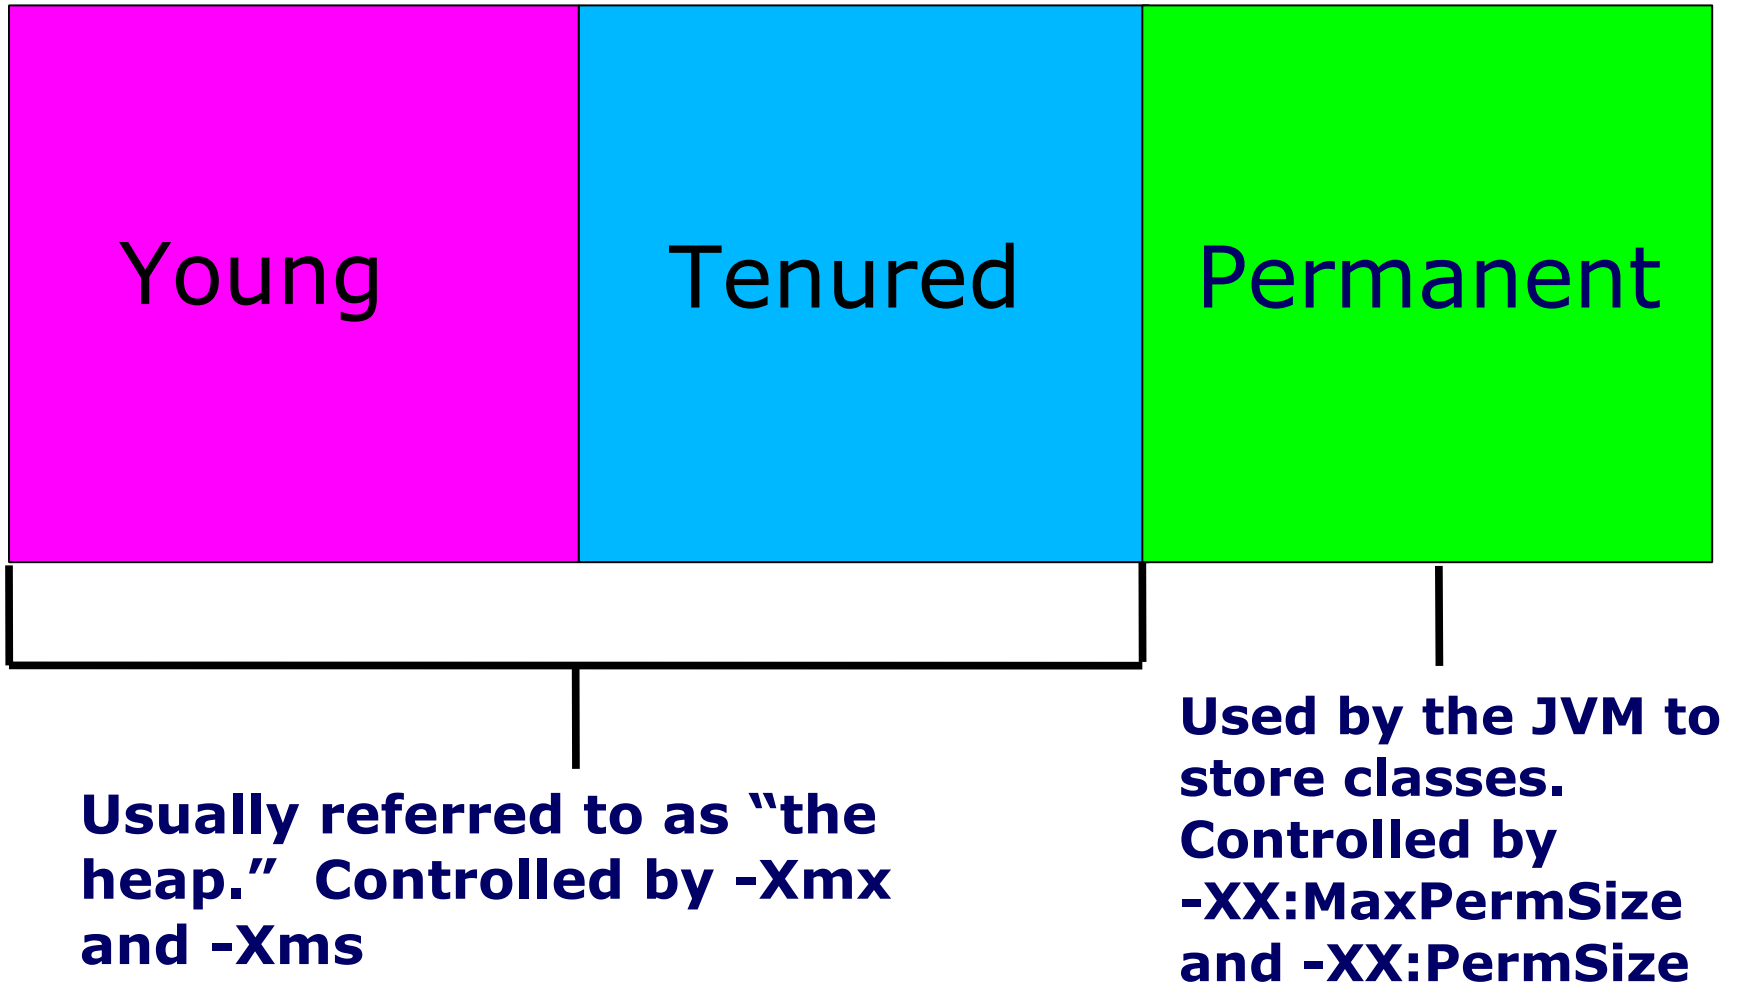 Young
Tenured
Permanent
Usually referred to as “the
heap.”  Controlled by -Xmx
and -Xms
Used by the JVM to
store classes.
Controlled by
-XX:MaxPermSize
and -XX:PermSize